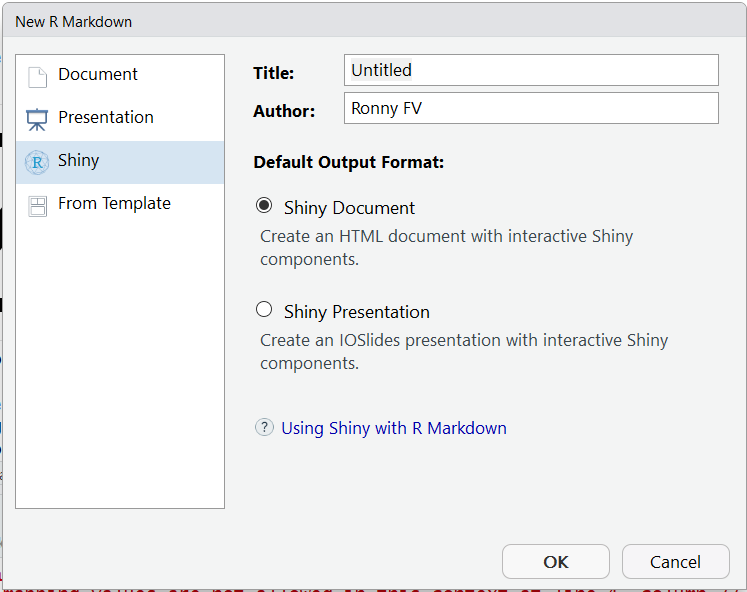 New R Markdown
Document
Presentation
Shiny
From Template
Title: Untitled
Author: Ronny FV
Default Output Format:
Shiny Document
Create an HTML document with interactive Shiny
components.
Shiny Presentation
Create an IOSlides presentation with interactive Shiny
components.
? Using Shiny with R Markdown
OK Cancel